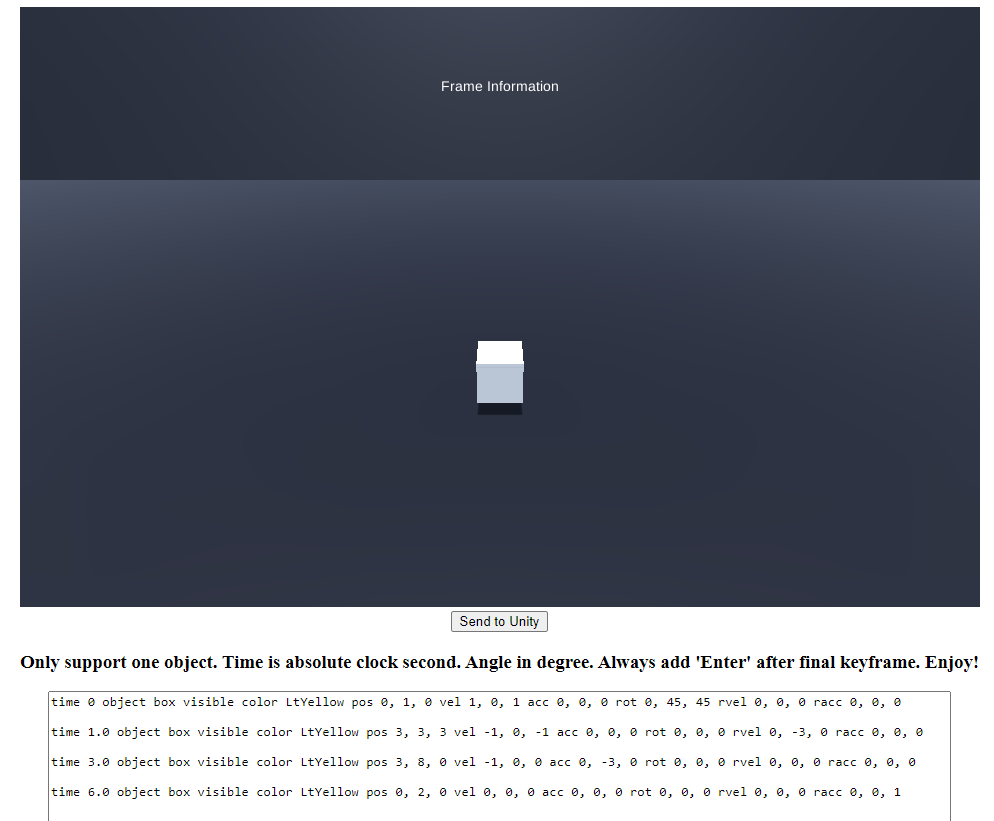 Frame Information
Send to Unity
Only support one object. Time is absolute clock second. Angle in degree. Always add 'Enter' after final keyframe. Enjoy!
time 0 object box visible color LtYellow pos 0, 1, 0 vel 1, 0, 1 acc 0, 0, 0 rot 0, 45, 45 rvel 0, 0, 0 racc 0, 0, 0
time 1.0 object box visible color LtYellow pos 3, 3, 3 vel -1, 0, -1 acc 0, 0, 0 rot 0, 0, 0 rvel 0, -3, 0 racc 0, 0, 0
time 3.0 object box visible color LtYellow pos 3, 8, 0 vel -1, 0, 0 acc 0, -3, 0 rot 0, 0, 0 rvel 0, 0, 0 racc 0, 0, 0
time 6.0 object box visible color LtYellow pos 0, 2, 0 vel 0, 0, 0 acc 0, 0, 0 rot 0, 0, 0 rvel 0, 0, 0 racc 0, 0, 1